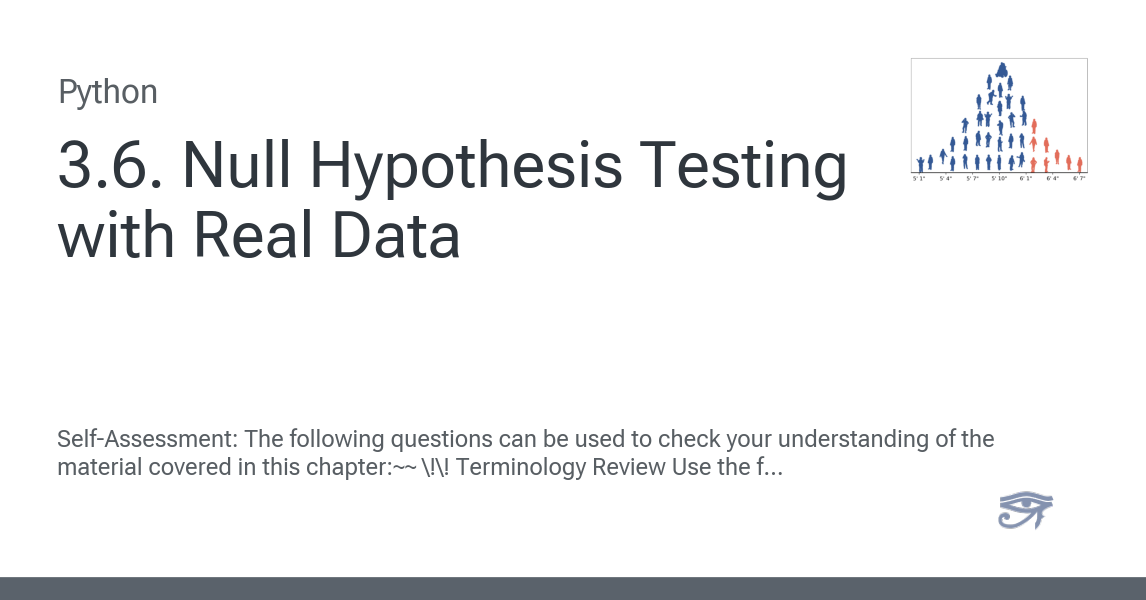 Python
3.6. Null Hypothesis Testing
with Real Data
5' 1" 5' 4" 5' 7" 5' 10" 6' 1" 6' 4" 6' 7"
Self-Assessment: The following questions can be used to check your understanding of the
material covered in this chapter:~~ \!\! Terminology Review Use the f...